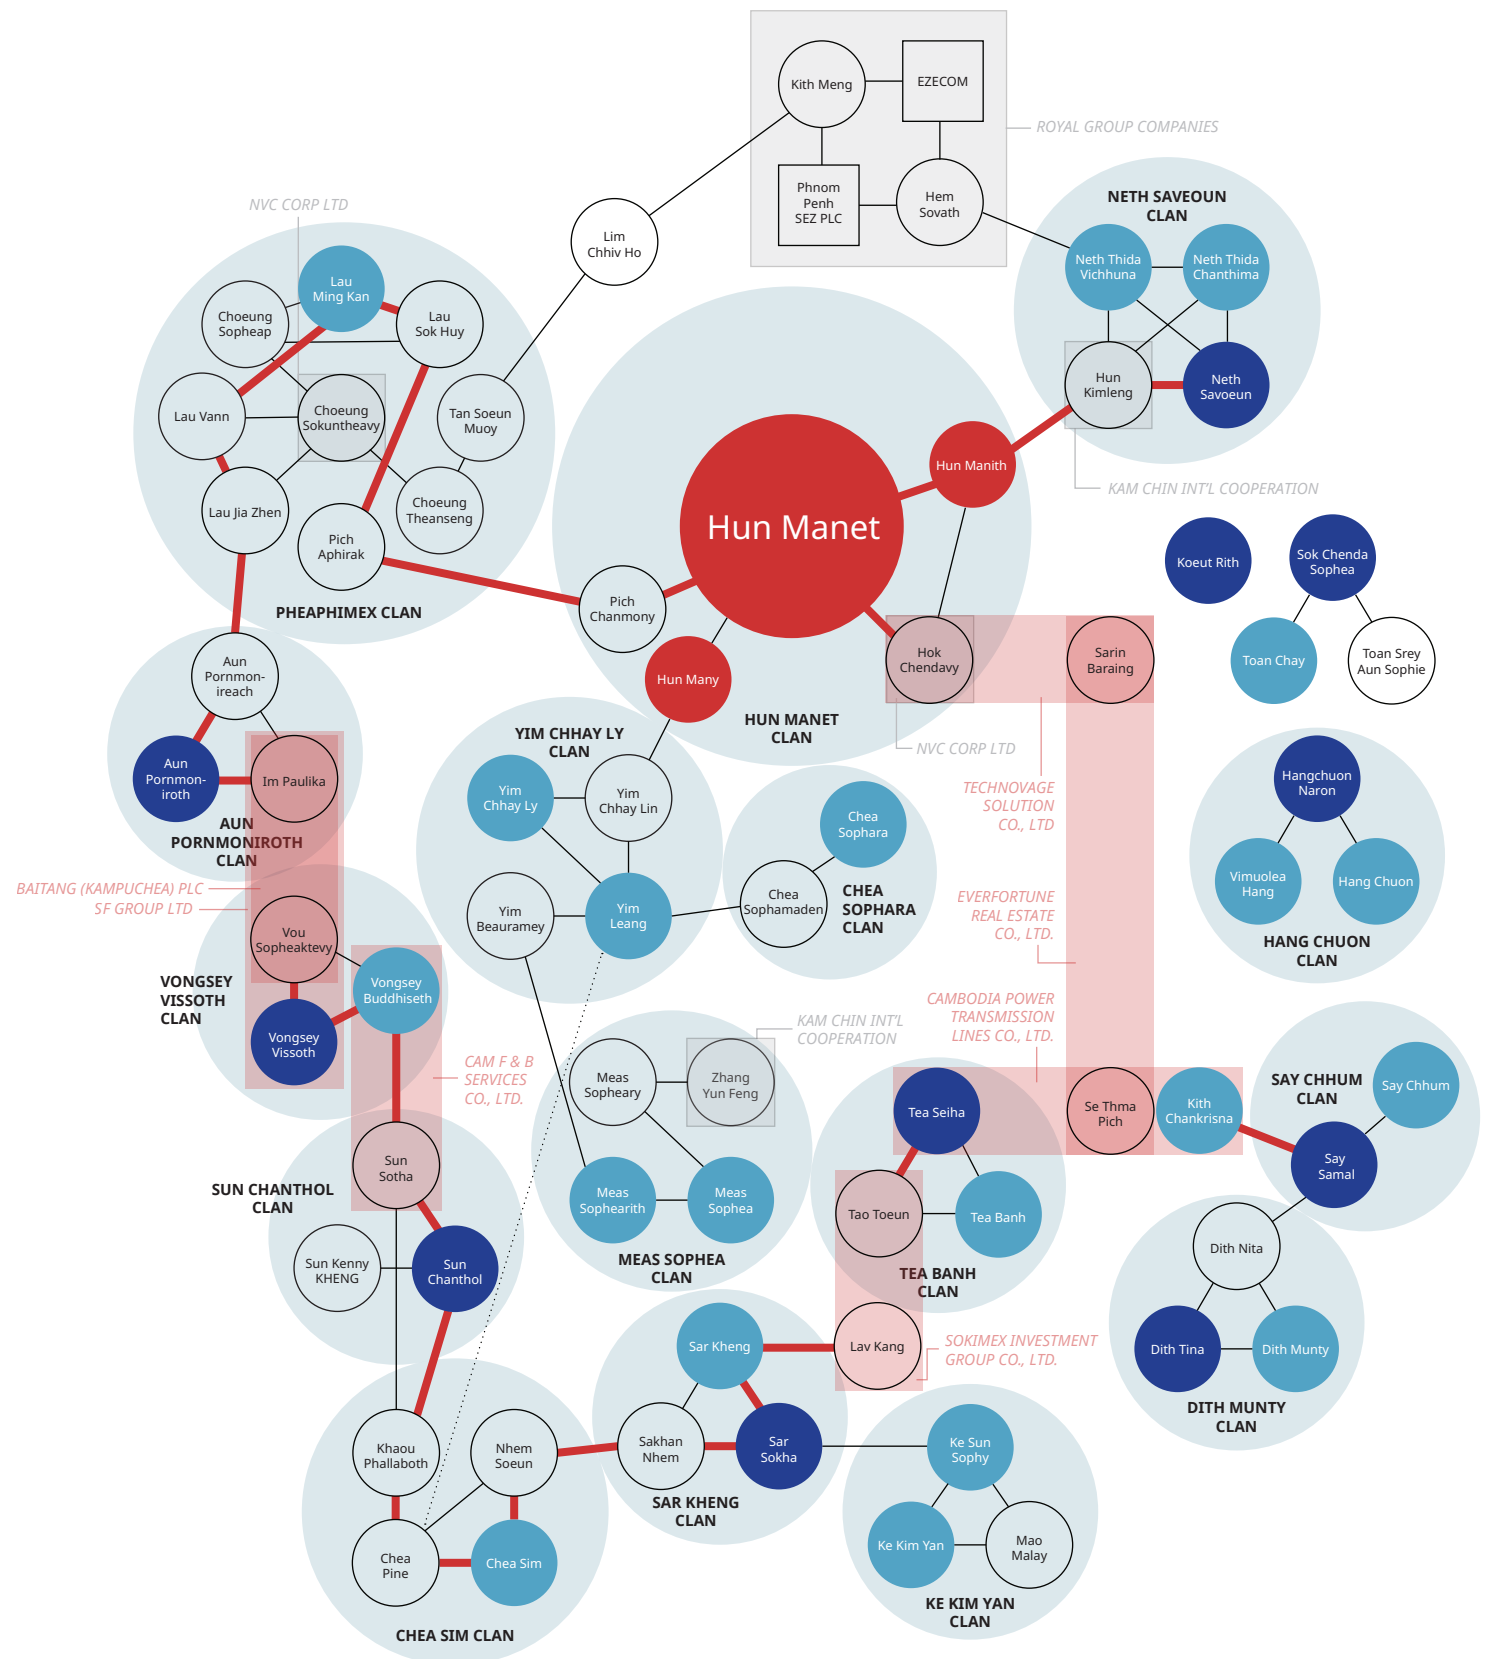 Kith Meng
EZECOM
ROYAL GROUP COMPANIES
Phnom
Penh
SEZ PLC
Hem
Sovath
NETH SAVEOUN
CLAN
NVC CORP LTD
Lim
Chhiv Ho
Neth Thida
Vichhuna
Neth Thida
Chanthima
Lau
Ming Kan
Choeung
Sopheap
Lau
Sok Huy
Hun
Kimleng
Neth
Savoeun
Lau Vann
Choeung
Sokuntheavy
Tan Soeun
Muoy
Hun Manith
KAM CHIN INT'L COOPERATION
Lau Jia Zhen
Choeung
Theanseng
Pich
Aphirak
Hun Manet
Koeut Rith
Sok Chenda
Sophea
PHEAPHIMEX CLAN
Pich
Chanmony
Hun Many
Hok
Chendavy
Sarin
Baraing
Toan Chay
Toan Srey
Aun Sophie
Aun
Pornmon-
ireach
HUN MANET
CLAN
NVC CORP LTD
YIM CHHAY LY
CLAN
Aun
Pornmon-
iroth
Im Paulika
AUN
PORNMONIROTH
CLAN
Yim
Chhay Ly
Yim
Chhay Lin
TECHNOVAGE
SOLUTION
CO., LTD
Hangchuon
Naron
Chea
Sophara
Chea
Sophamaden
CHEA
SOPHARA
CLAN
Vimuolea
Hang
Hang Chuon
HANG CHUON
CLAN
BAITANG (KAMPUCHEA) PLC
SF GROUP LTD
Yim
Beauramey
Yim
Leang
EVERFORTUNE
REAL ESTATE
CO., LTD.
Vou
Sopheaktevy
VONGSEY
VISSOTH
CLAN
Vongsey
Buddhiseth
Vongsey
Vissoth
CAMBODIA POWER
TRANSMISSION
LINES CO., LTD.
KAM CHIN INT'L
COOPERATION
CAM F & B
SERVICES
CO., LTD.
Meas
Sopheary
Zhang
Yun Feng
Tea Seiha
Se Thma
Pich
Kith
Chankrisna
SAY CHHUM
CLAN
Say Chhum
Say
Samal
Sun
Sotha
SUN CHANTHOL
CLAN
Meas
Sophearith
Meas
Sophea
Tao Toeun
Tea Banh
MEAS SOPHEA
CLAN
TEA BANH
CLAN
Sun Kenny
KHENG
Sun
Chanthol
Dith Nita
Dith Tina
Dith Munty
DITH MUNTY
CLAN
Sar Kheng
Lav Kang
SOKIMEX INVESTMENT
GROUP CO., LTD.
Khaou
Phallaboth
Nhem
Soeun
Sakhan
Nhem
Sar
Sokha
SAR KHENG
CLAN
Ke Sun
Sophy
Ke Kim Yan
Mao
Malay
KE KIM YAN
CLAN
Chea
Pine
Chea Sim
CHEA SIM CLAN